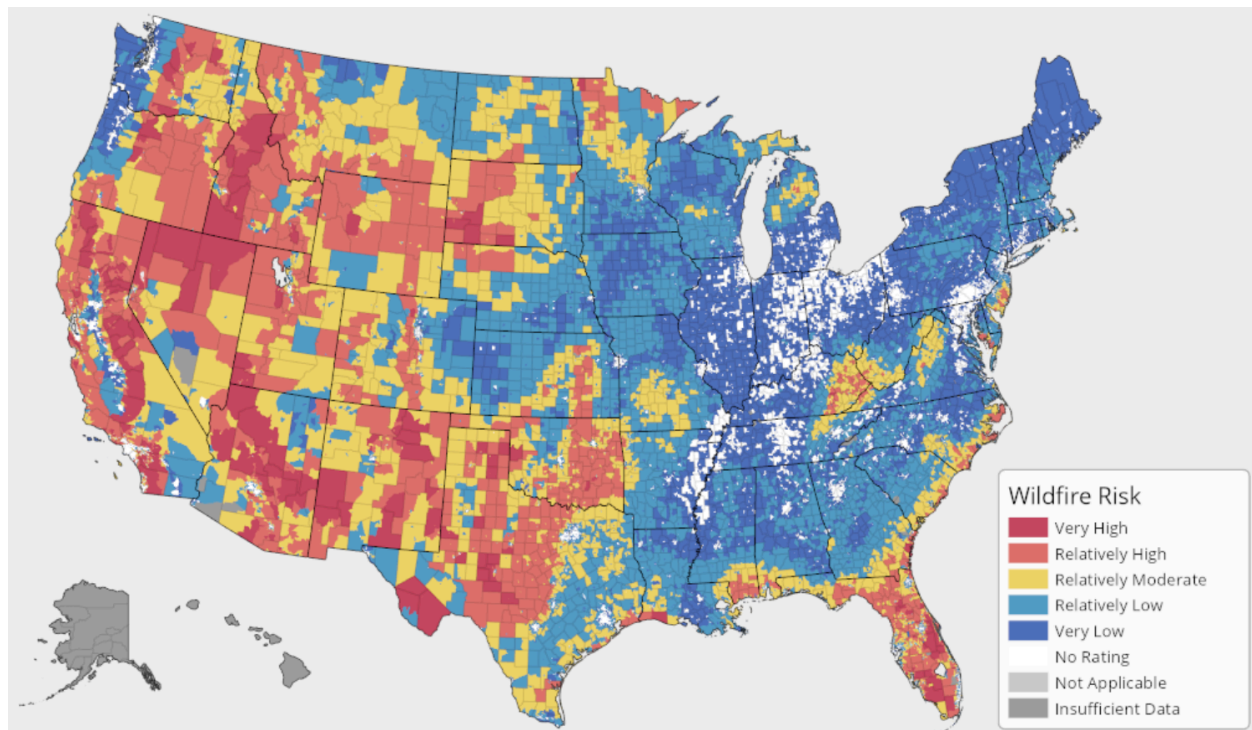 Wildfire Risk
Very High
Relatively High
Relatively Moderate
Relatively Low
Very Low
No Rating
Not Applicable
Insufficient Data